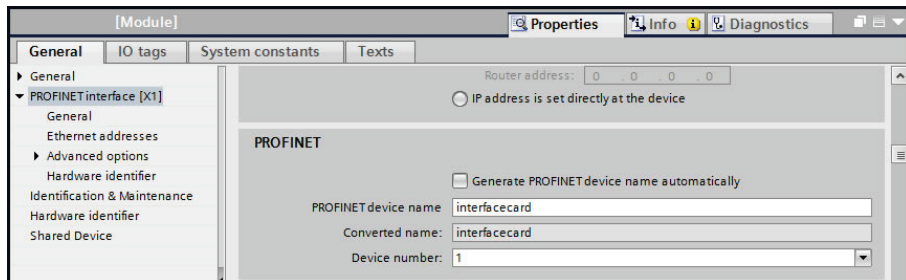 [Module]
Properties
Info
Diagnostics
General
IO tags
System constants
Texts
General
PROFINET interface [X1]
General
Ethernet addresses
Advanced options
Hardware identifier
Identification & Maintenance
Hardware identifier
Shared Device
Router address: 0 . 0 . 0 . 0
IP address is set directly at the device
PROFINET
Generate PROFINET device name automatically
PROFINET device name interfacecard
Converted name: interfacecard
Device number: 1